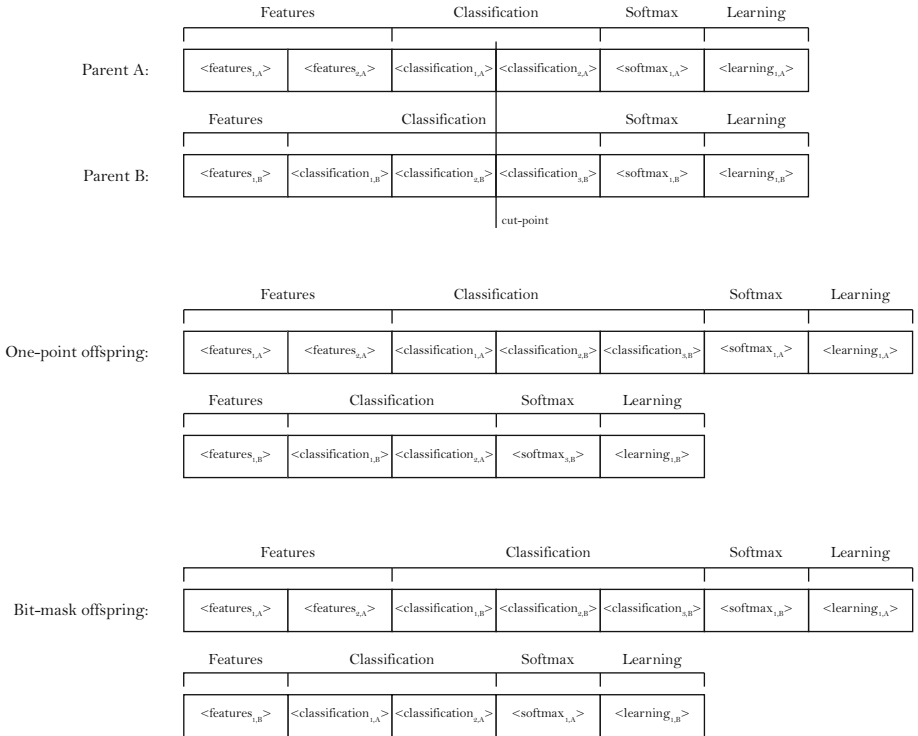 Features Classification Softmax Learning
Parent A: <features₁,A> <features₂,A> <classification₁,A> <classification₂,A> <softmax₁,A> <learning₁,A>
Features Classification Softmax Learning
Parent B: <features₁,B> <classification₁,B> <classification₂,B> <classification₃,B> <softmax₁,B> <learning₁,B>
cut-point
Features Classification Softmax Learning
One-point offspring: <features₁,A> <features₂,A> <classification₁,A> <classification₂,B> <classification₃,B> <softmax₁,A> <learning₁,A>
Features Classification Softmax Learning
<features₁,B> <classification₁,B> <classification₂,A> <softmax₃,B> <learning₁,B>
Features Classification Softmax Learning
Bit-mask offspring: <features₁,A> <features₂,A> <classification₁,B> <classification₂,B> <classification₃,B> <softmax₁,B> <learning₁,A>
Features Classification Softmax Learning
<features₁,B> <classification₁,A> <classification₂,A> <softmax₁,A> <learning₁,B>